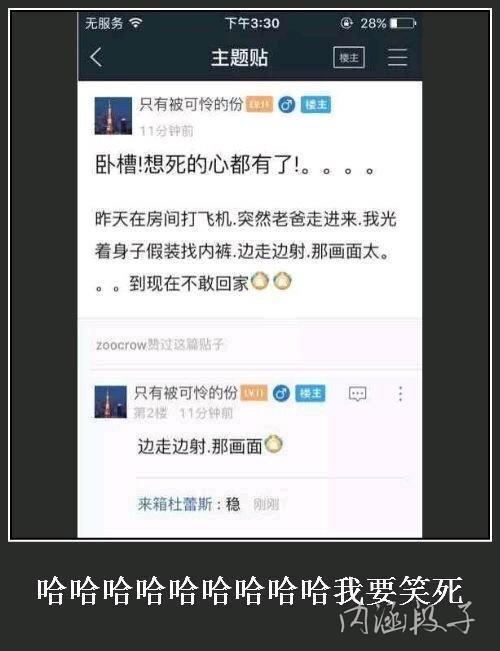 无服务 下午3:30 28%
主题贴 楼主
只有被可怜的份 LV.11 楼主
11分钟前
卧槽!想死的心都有了!。。。。
昨天在房间打飞机.突然老爸走进来.我光
着身子假装找内裤.边走边射.那画面太。
。。到现在不敢回家
zoocrow赞过这篇贴子
只有被可怜的份 LV.11 楼主
第2楼 11分钟前
边走边射.那画面
来箱杜蕾斯：稳 刚刚
哈哈哈哈哈哈哈哈哈我要笑死
内涵段子